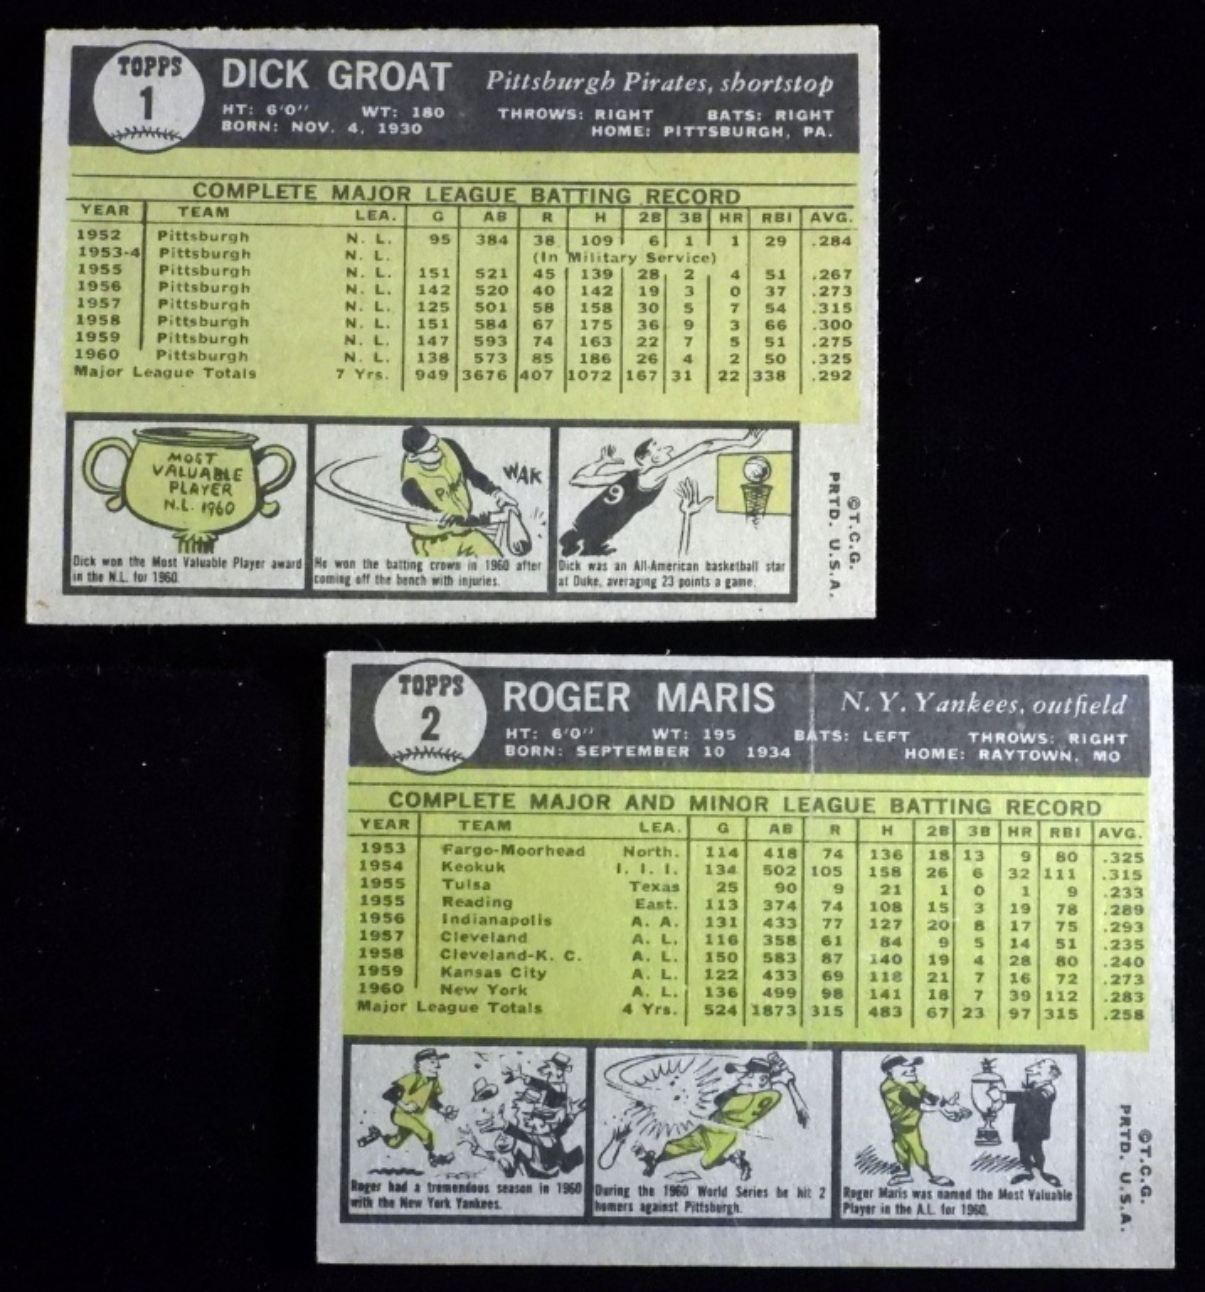 TOPPS
1
DICK GROAT Pittsburgh Pirates, shortstop
HT: 6'0" WT: 180 THROWS: RIGHT BATS: RIGHT
BORN: NOV. 4, 1930 HOME: PITTSBURGH, PA.
COMPLETE MAJOR LEAGUE BATTING RECORD
YEAR TEAM LEA. G AB R H 2B 3B HR RBI AVG.
1952 Pittsburgh N. L. 95 384 38 109 6 1 1 29 .284
1953-4 Pittsburgh N. L. (In Military Service)
1955 Pittsburgh N. L. 151 521 45 139 28 2 4 51 .267
1956 Pittsburgh N. L. 142 520 40 142 19 3 0 37 .273
1957 Pittsburgh N. L. 125 501 58 158 30 5 7 54 .315
1958 Pittsburgh N. L. 151 584 67 175 36 9 3 66 .300
1959 Pittsburgh N. L. 147 593 74 163 22 7 5 51 .275
1960 Pittsburgh N. L. 138 573 85 186 26 4 2 50 .325
Major League Totals 7 Yrs. 949 3676 407 1072 167 31 22 338 .292
MOST
VALUABLE
PLAYER
N.L. 1960
Dick won the Most Valuable Player award
in the N.L. for 1960.
WAK
He won the batting crown in 1960 after
coming off the bench with injuries.
9
Dick was an All-American basketball star
at Duke, averaging 23 points a game.
©T.C.G.
PRTD. U.S.A.
TOPPS
2
ROGER MARIS N. Y. Yankees, outfield
HT: 6'0" WT: 195 BATS: LEFT THROWS: RIGHT
BORN: SEPTEMBER 10 1934 HOME: RAYTOWN, MO
COMPLETE MAJOR AND MINOR LEAGUE BATTING RECORD
YEAR TEAM LEA. G AB R H 2B 3B HR RBI AVG.
1953 Fargo-Moorhead North. 114 418 74 136 18 13 9 80 .325
1954 Keokuk I. I. I. 134 502 105 158 26 6 32 111 .315
1955 Tulsa Texas 25 90 9 21 1 0 1 9 .233
1955 Reading East. 113 374 74 108 15 3 19 78 .289
1956 Indianapolis A. A. 131 433 77 127 20 8 17 75 .293
1957 Cleveland A. L. 116 358 61 84 9 5 14 51 .235
1958 Cleveland-K. C. A. L. 150 583 87 140 19 4 28 80 .240
1959 Kansas City A. L. 122 433 69 118 21 7 16 72 .273
1960 New York A. L. 136 499 98 141 18 7 39 112 .283
Major League Totals 4 Yrs. 524 1873 315 483 67 23 97 315 .258
Roger had a tremendous season in 1960
with the New York Yankees.
9
During the 1960 World Series he hit 2
homers against Pittsburgh.
Roger Maris was named the Most Valuable
Player in the A.L. for 1960.
©T.C.G.
PRTD. U.S.A.